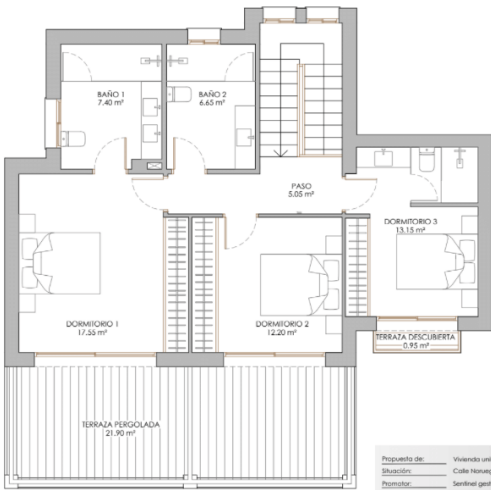 BAÑO 1
7.40 m²
BAÑO 2
6.65 m²
PASO
5.05 m²
DORMITORIO 3
13.15 m²
DORMITORIO 1
17.55 m²
DORMITORIO 2
12.20 m²
TERRAZA DESCUBIERTA
0.95 m²
TERRAZA PERGOLADA
21.90 m²
Propuesta de: Vivienda uni
Situación: Calle Norueg
Promotor: Sentinel gest